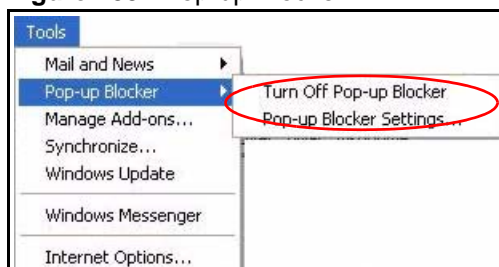 Tools
Mail and News
Pop-up Blocker
Turn Off Pop-up Blocker
Manage Add-ons...
Pop-up Blocker Settings...
Synchronize...
Windows Update
Windows Messenger
Internet Options...